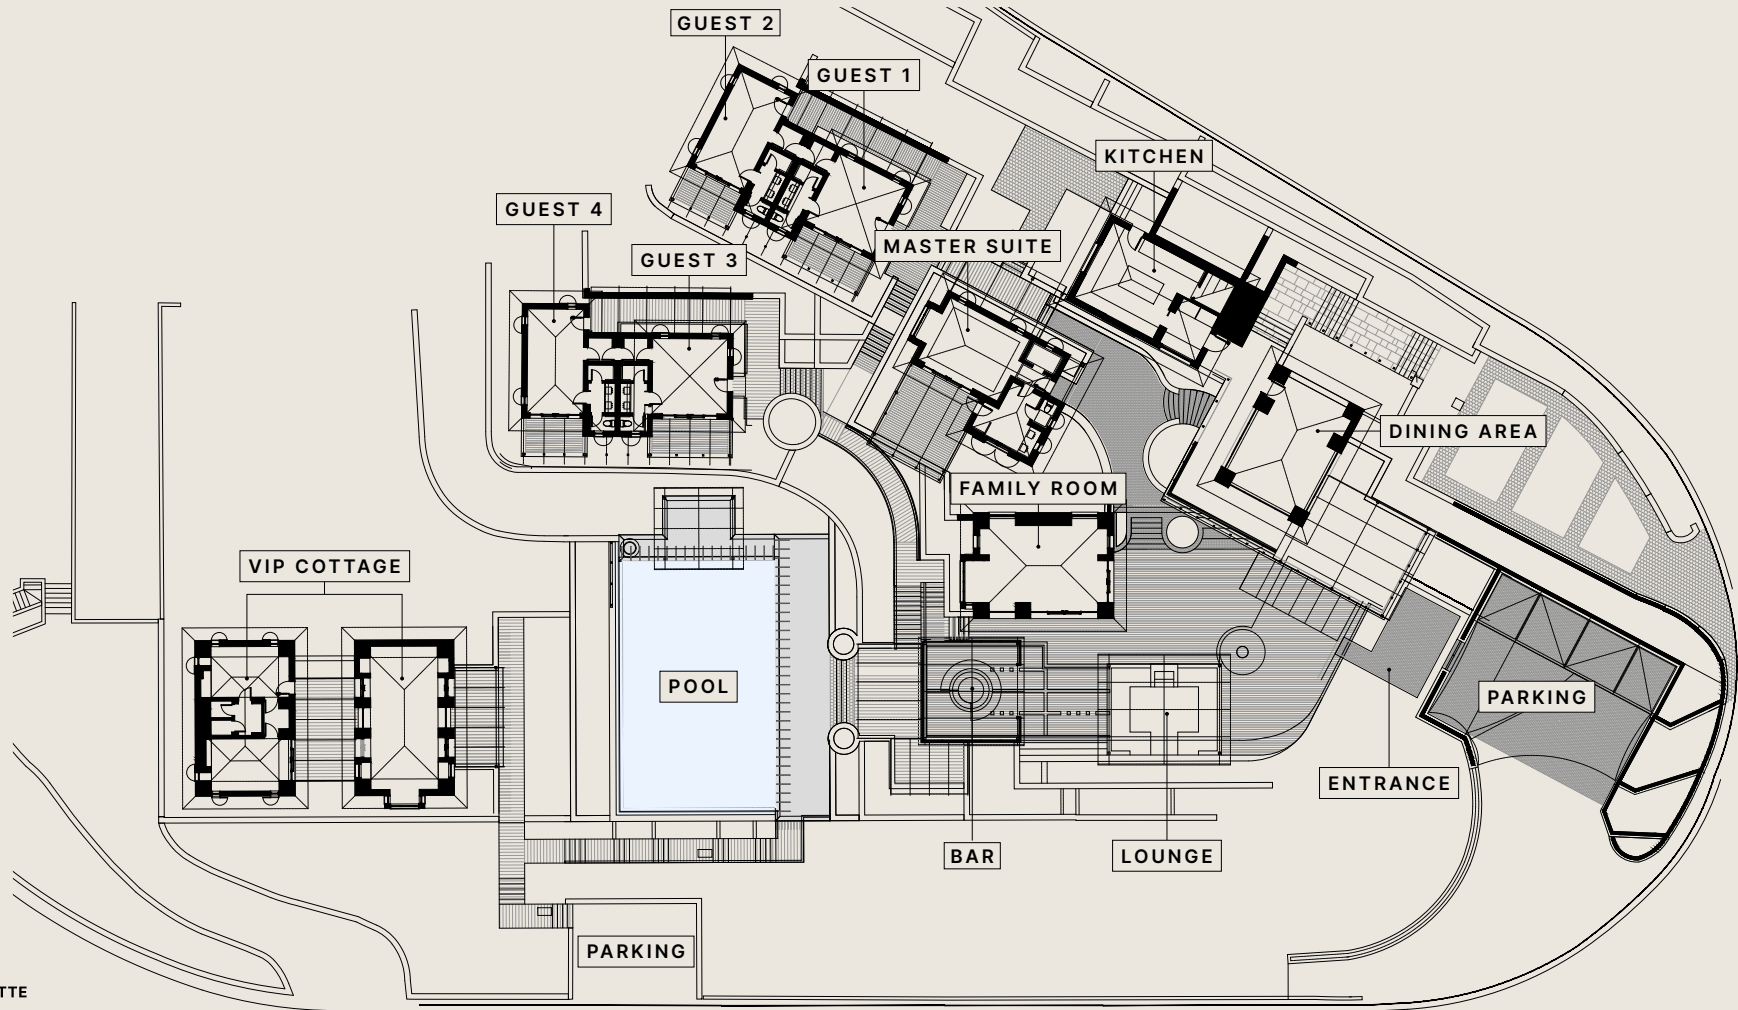 GUEST 2
GUEST 1
KITCHEN
GUEST 4
MASTER SUITE
GUEST 3
DINING AREA
FAMILY ROOM
VIP COTTAGE
POOL
PARKING
ENTRANCE
BAR
LOUNGE
PARKING
TTE